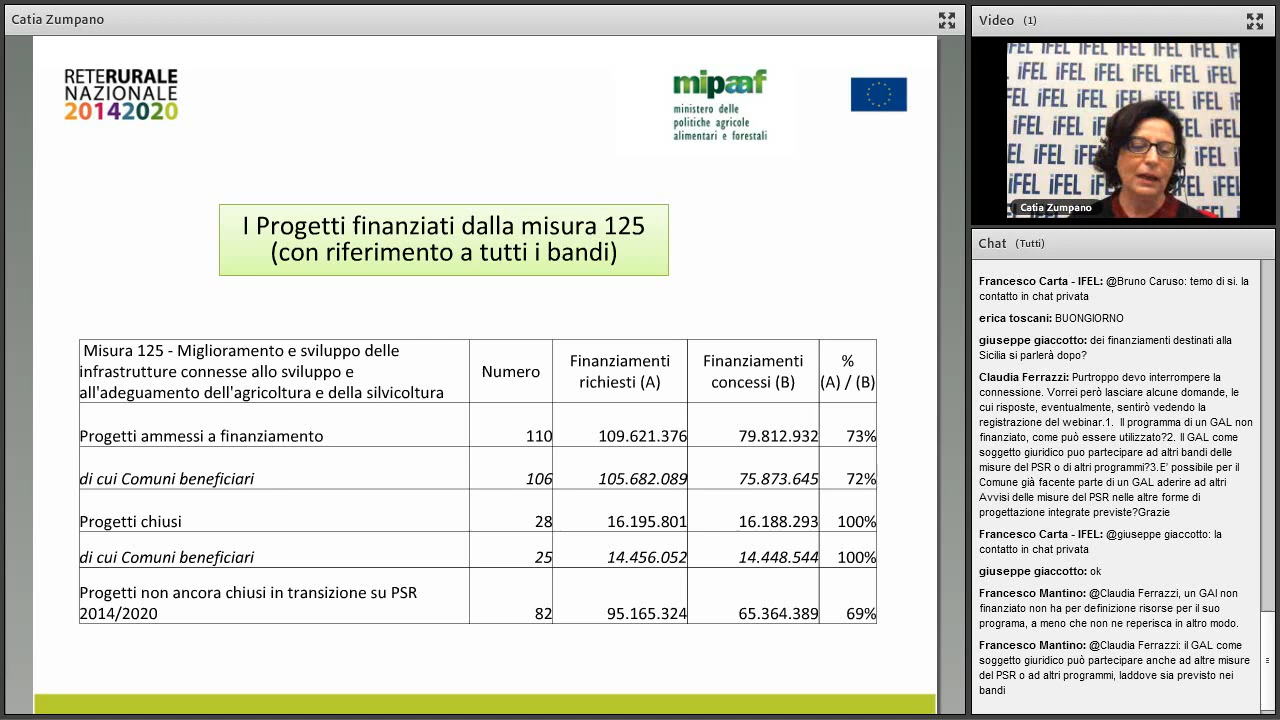 Catia Zumpano
RETERURALE
NAZIONALE
20142020
mipaaf
ministero delle
politiche agricole
alimentari e forestali
I Progetti finanziati dalla misura 125
(con riferimento a tutti i bandi)
Misura 125 - Miglioramento e sviluppo delle
infrastrutture connesse allo sviluppo e
all'adeguamento dell'agricoltura e della silvicoltura
Numero
Finanziamenti
richiesti (A)
Finanziamenti
concessi (B)
%
(A) / (B)
Progetti ammessi a finanziamento 110 109.621.376 79.812.932 73%
di cui Comuni beneficiari 106 105.682.089 75.873.645 72%
Progetti chiusi 28 16.195.801 16.188.293 100%
di cui Comuni beneficiari 25 14.456.052 14.448.544 100%
Progetti non ancora chiusi in transizione su PSR
2014/2020 82 95.165.324 65.364.389 69%
Video (1)
iFEL iFEL iFEL iFEL
Catia Zumpano
Chat (Tutti)
Francesco Carta - IFEL: @Bruno Caruso: temo di si. la
contatto in chat privata
erica toscani: BUONGIORNO
giuseppe giaccotto: dei finanziamenti destinati alla
Sicilia si parlerà dopo?
Claudia Ferrazzi: Purtroppo devo interrompere la
connessione. Vorrei però lasciare alcune domande, le
cui risposte, eventualmente, sentirò vedendo la
registrazione del webinar.1. Il programma di un GAL non
finanziato, come può essere utilizzato?2. Il GAL come
soggetto giuridico puo partecipare ad altri bandi delle
misure del PSR o di altri programmi?3.E' possibile per il
Comune già facente parte di un GAL aderire ad altri
Avvisi delle misure del PSR nelle altre forme di
progettazione integrate previste?Grazie
Francesco Carta - IFEL: @giuseppe giaccotto: la
contatto in chat privata
giuseppe giaccotto: ok
Francesco Mantino: @Claudia Ferrazzi, un GAl non
finanziato non ha per definizione risorse per il suo
programa, a meno che non ne reperisca in altro modo.
Francesco Mantino: @Claudia Ferrazzi: il GAL come
soggetto giuridico può partecipare anche ad altre misure
del PSR o ad altri programmi, laddove sia previsto nei
bandi